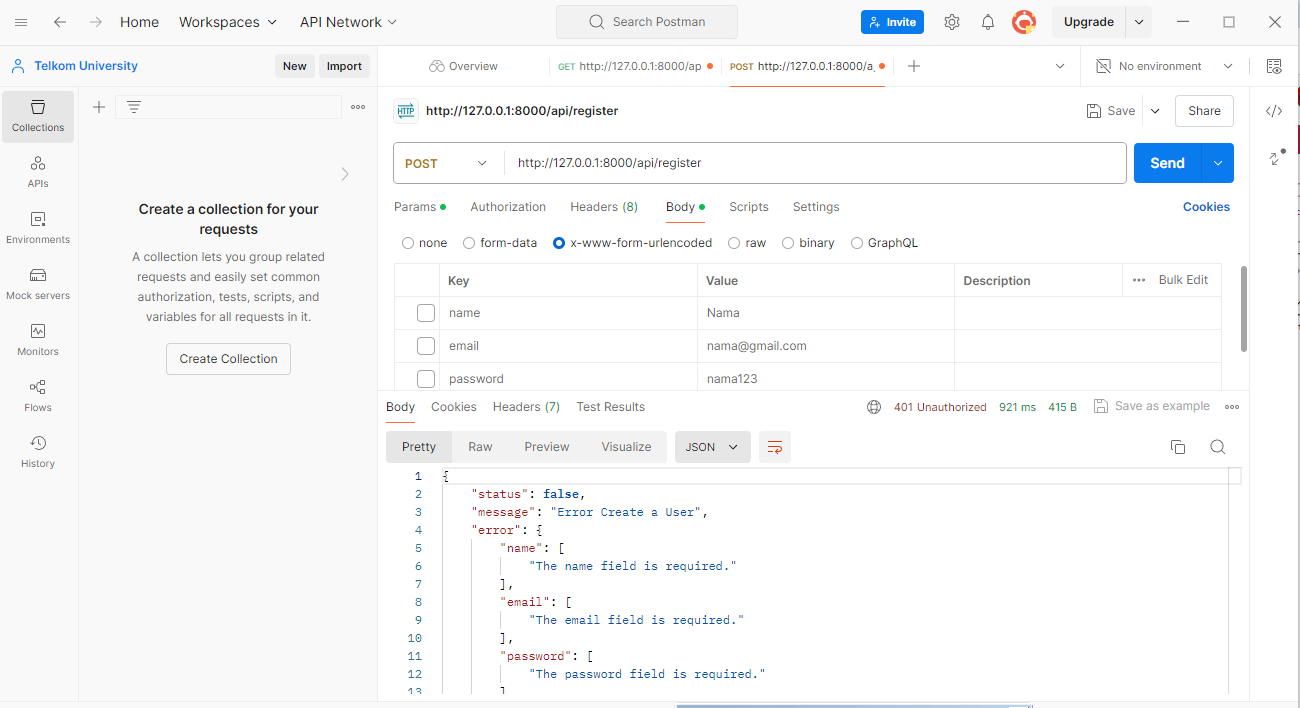 Home Workspaces API Network Search Postman Invite Upgrade
Telkom University New Import Overview GET http://127.0.0.1:8000/ap POST http://127.0.0.1:8000/a. No environment
Collections
APIs
Environments
Mock servers
Monitors
Flows
History
Create a collection for your
requests
A collection lets you group related
requests and easily set common
authorization, tests, scripts, and
variables for all requests in it.
Create Collection
HTTP http://127.0.0.1:8000/api/register Save Share
POST http://127.0.0.1:8000/api/register Send
Params Authorization Headers (8) Body Scripts Settings Cookies
none form-data x-www-form-urlencoded raw binary GraphQL
Key Value Description Bulk Edit
name Nama
email nama@gmail.com
password nama123
Body Cookies Headers (7) Test Results 401 Unauthorized 921 ms 415 B Save as example
Pretty Raw Preview Visualize JSON
1 {
2 "status": false,
3 "message": "Error Create a User",
4 "error": {
5 "name": [
6 "The name field is required."
7 ],
8 "email": [
9 "The email field is required."
10 ],
11 "password": [
12 "The password field is required."
13 ]